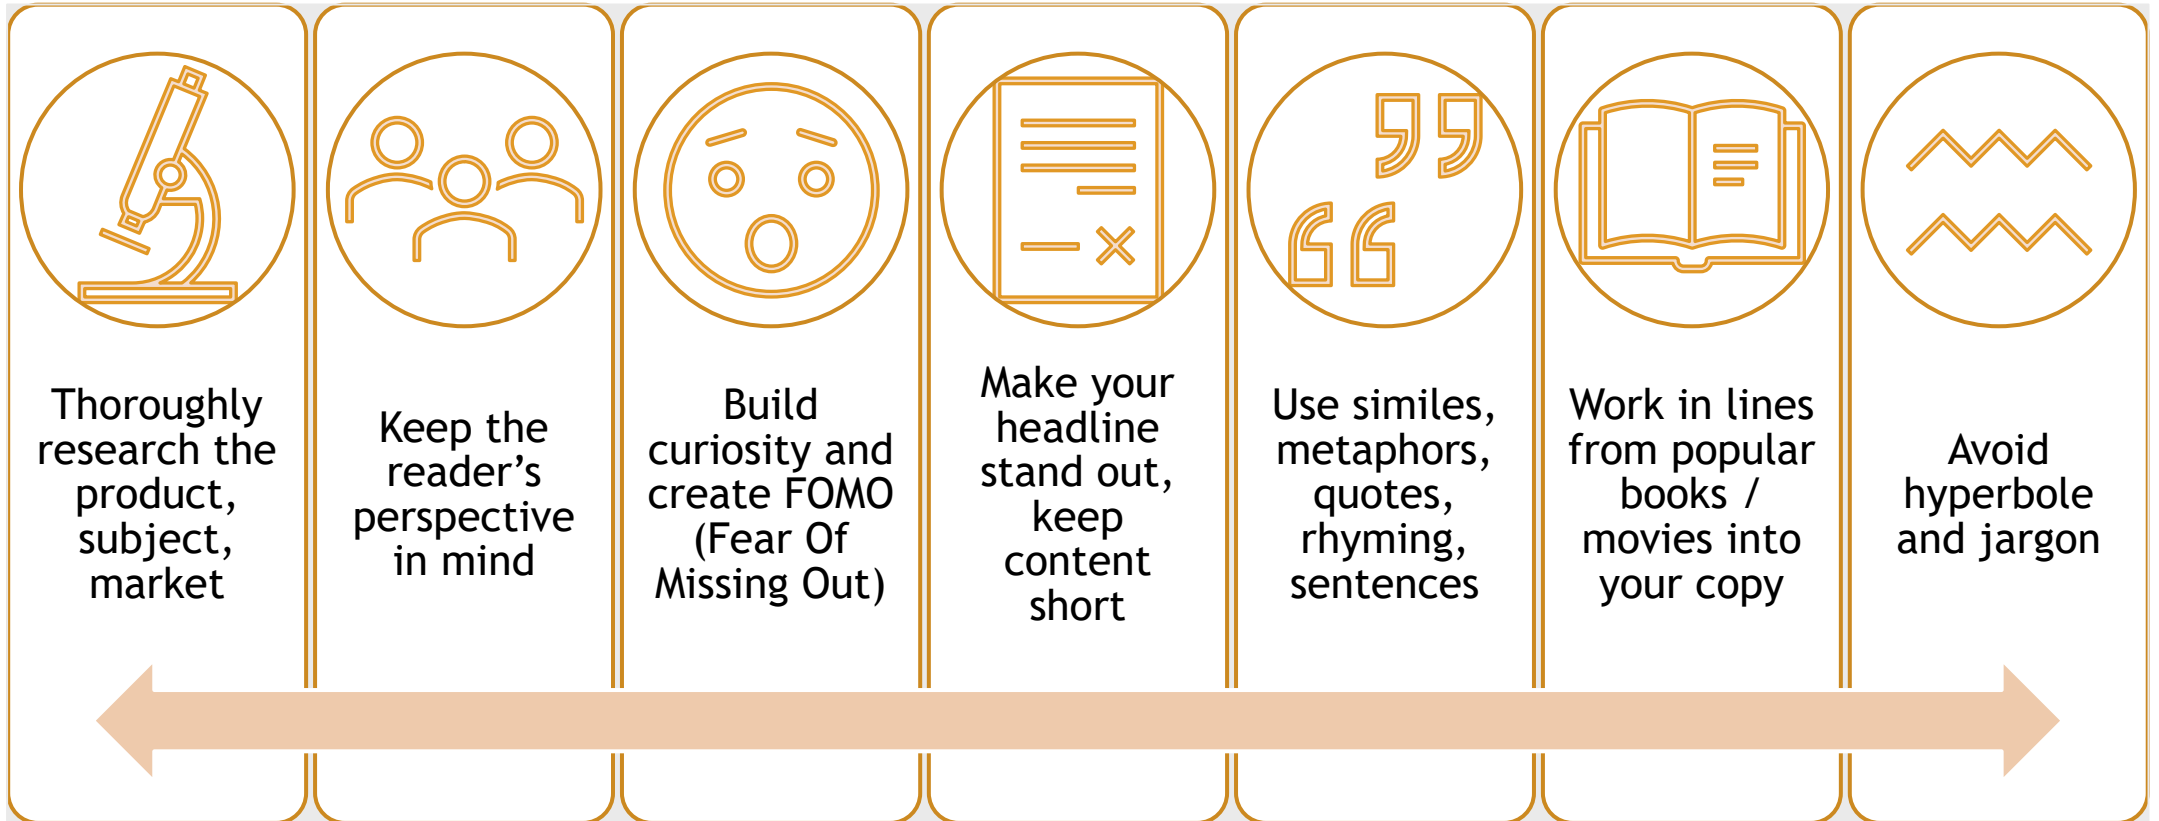 Thoroughly
research the
product,
subject,
market
Keep the
reader’s
perspective
in mind
Build
curiosity and
create FOMO
(Fear Of
Missing Out)
Make your
headline
stand out,
keep
content
short
Use similes,
metaphors,
quotes,
rhyming,
sentences
Work in lines
from popular
books /
movies into
your copy
Avoid
hyperbole
and jargon